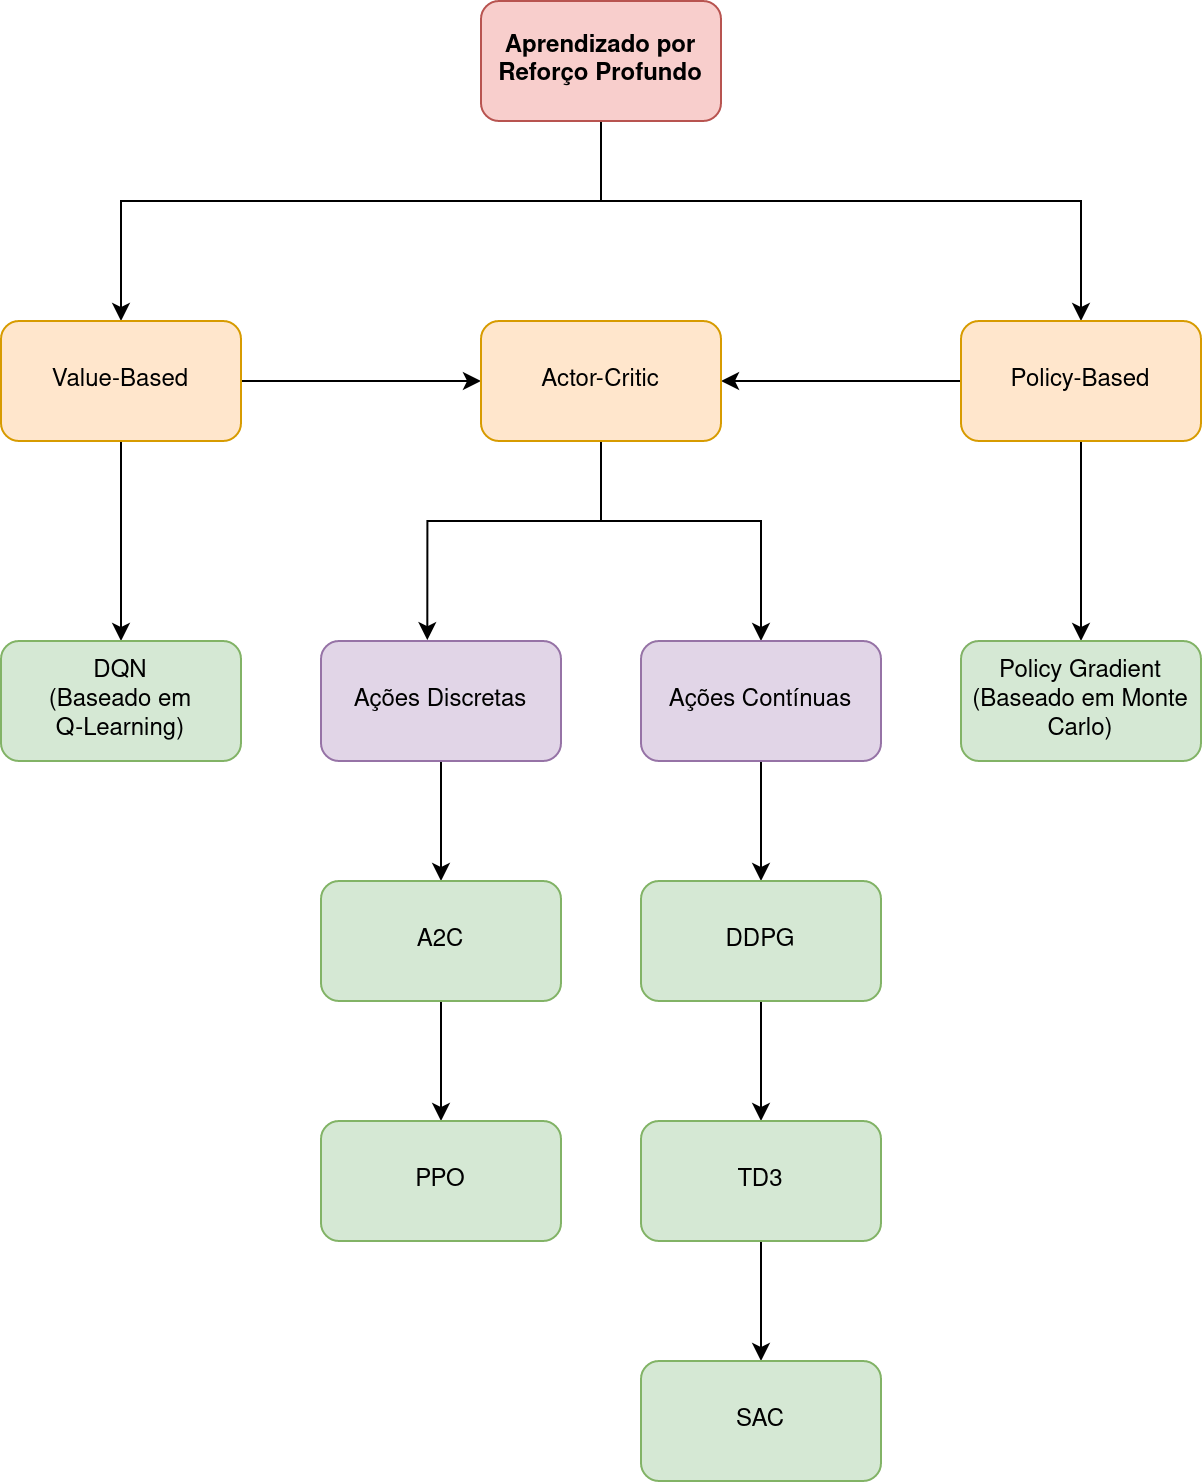 Aprendizado por
Reforço Profundo
Value-Based
Actor-Critic
Policy-Based
DQN
(Baseado em
Q-Learning)
Ações Discretas
Ações Contínuas
Policy Gradient
(Baseado em Monte
Carlo)
A2C
DDPG
PPO
TD3
SAC